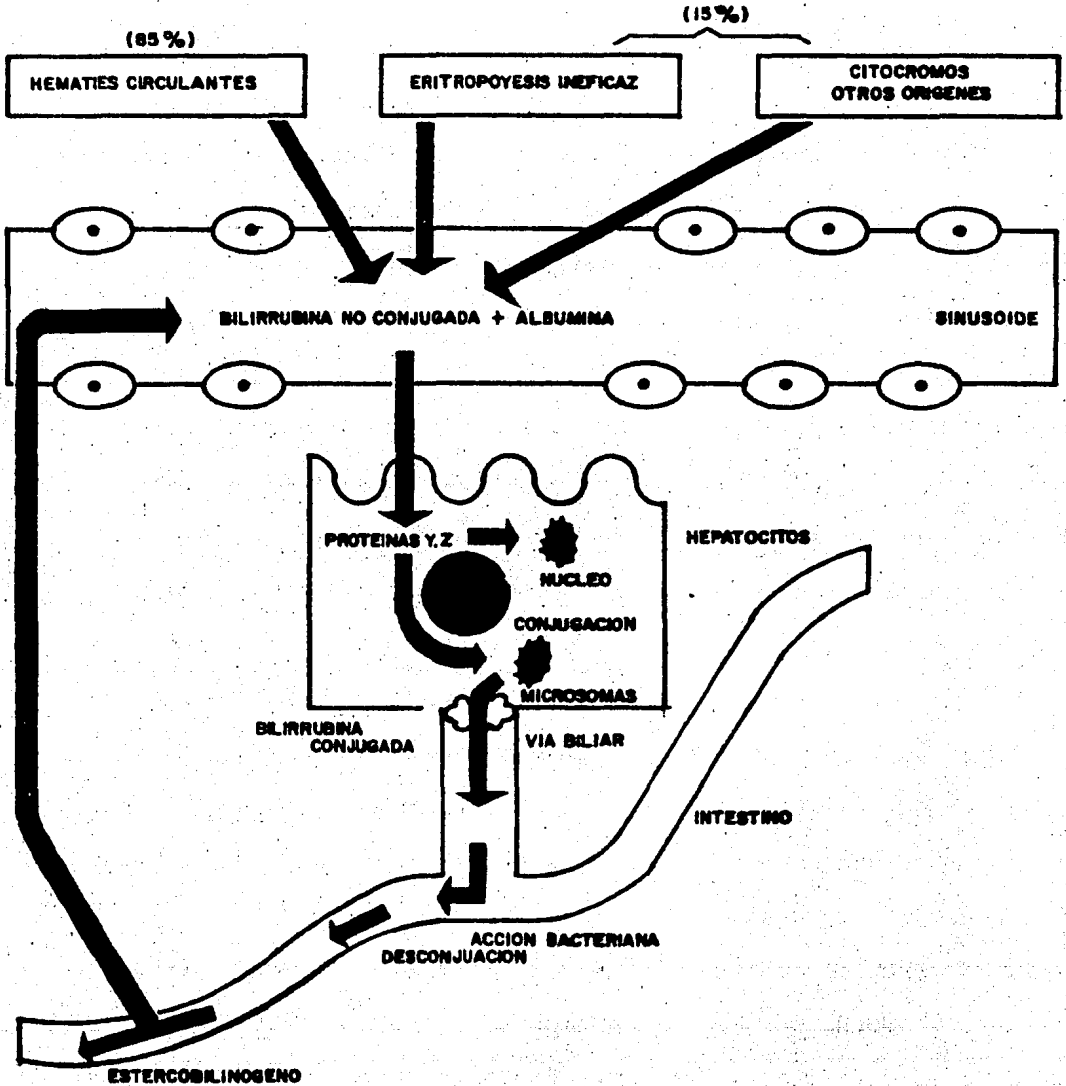 (15%)
(85%)
HEMATIES CIRCULANTES
ERITROPOYESIS INEFICAZ
CITOCROMOS
OTROS ORIGENES
BILIRRUBINA NO CONJUGADA + ALBUMINA
SINUSOIDE
PROTEINAS Y, Z
HEPATOCITOS
NUCLEO
CONJUGACION
MICROSOMAS
BILIRRUBINA
CONJUGADA
VIA BILIAR
INTESTINO
ACCION BACTERIANA
DESCONJUACION
ESTERCOBILINOGENO